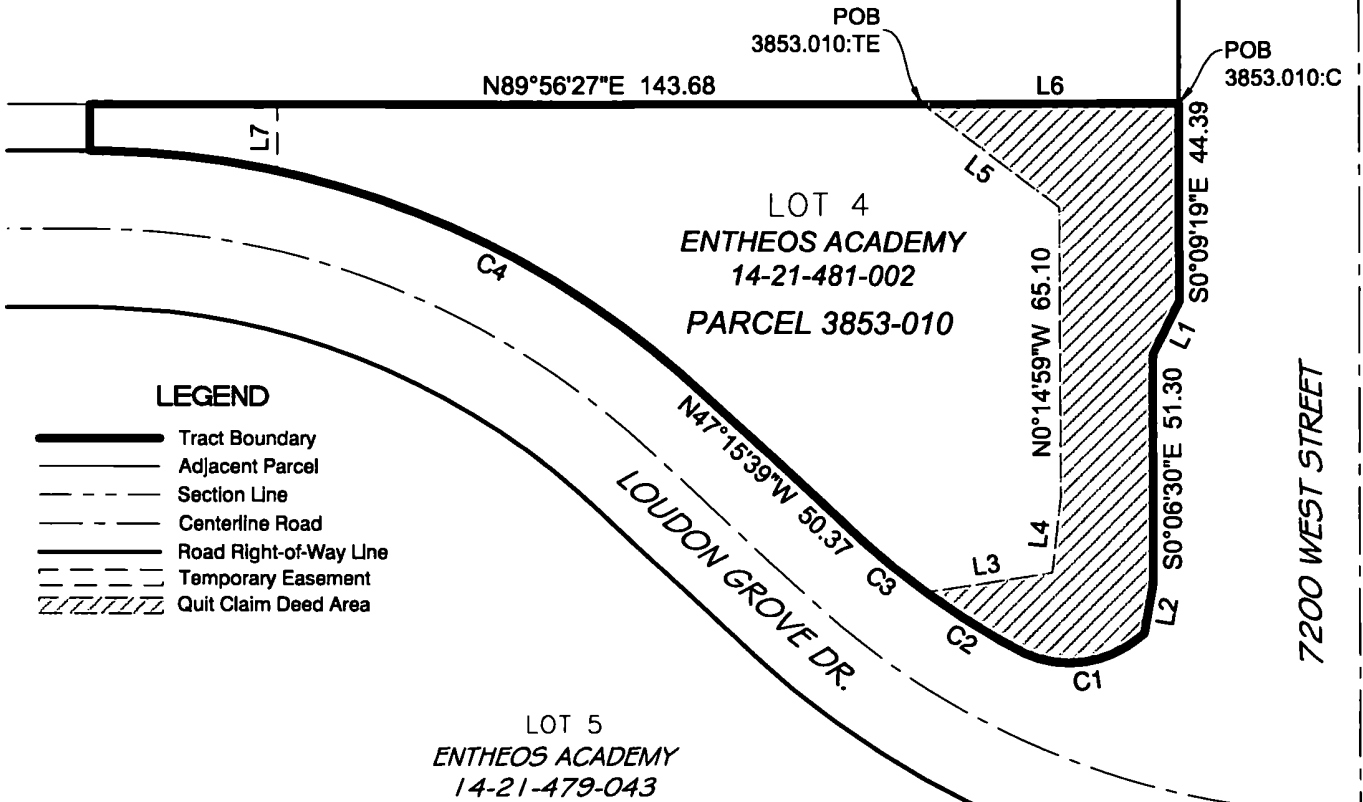 POB
3853.010:TE
POB
3853.010:C
N89°56'27"E 143.68
L6
L7
L5
S0°09'19"E 44.39
LOT 4
ENTHEOS ACADEMY
14-21-481-002
PARCEL 3853-010
C4
N0°14'59"W 65.10
L1
LEGEND
Tract Boundary
Adjacent Parcel
Section Line
Centerline Road
Road Right-of-Way Line
Temporary Easement
Quit Claim Deed Area
N47°15'39"W 50.37
S0°06'30"E 51.30
7200 WEST STREET
LOUDON GROVE DR.
L4
L3
C3
L2
C2
C1
LOT 5
ENTHEOS ACADEMY
14-21-479-043